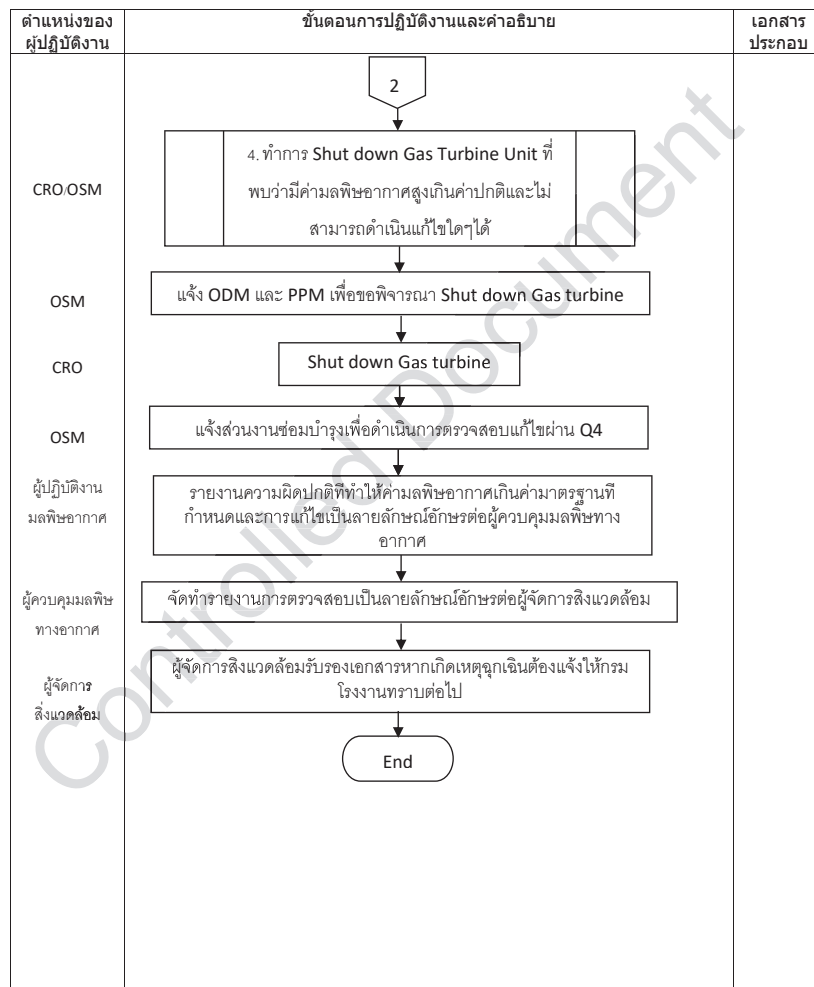 ตำแหน่งของ
ผู้ปฏิบัติงาน
ขั้นตอนการปฏิบัติงานและคำอธิบาย
เอกสาร
ประกอบ
2
CRO/OSM
4. ทำการ Shut down Gas Turbine Unit ที่
พบว่ามีค่ามลพิษอากาศสูงเกินค่าปกติและไม่
สามารถดำเนินแก้ไขใดๆได้
OSM
แจ้ง ODM และ PPM เพื่อขอพิจารณา Shut down Gas turbine
CRO
Shut down Gas turbine
OSM
แจ้งส่วนงานซ่อมบำรุงเพื่อดำเนินการตรวจสอบแก้ไขผ่าน Q4
ผู้ปฏิบัติงาน
มลพิษอากาศ
รายงานความผิดปกติที่ทำให้ค่ามลพิษอากาศเกินค่ามาตรฐานที่
กำหนดและการแก้ไขเป็นลายลักษณ์อักษรต่อผู้ควบคุมมลพิษทาง
อากาศ
ผู้ควบคุมมลพิษ
ทางอากาศ
จัดทำรายงานการตรวจสอบเป็นลายลักษณ์อักษรต่อผู้จัดการสิ่งแวดล้อม
ผู้จัดการ
สิ่งแวดล้อม
ผู้จัดการสิ่งแวดล้อมรับรองเอกสารหากเกิดเหตุฉุกเฉินต้องแจ้งให้กรม
โรงงานทราบต่อไป
End
Controlled Document